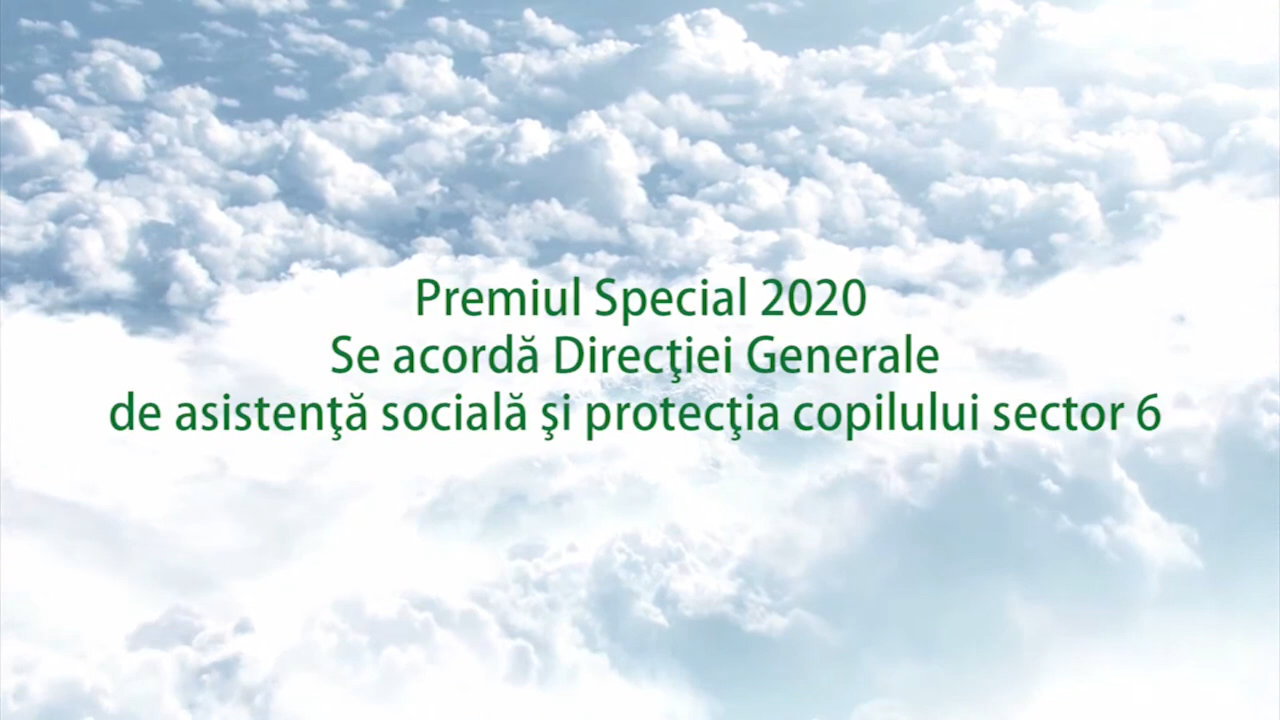 Premiul Special 2020
Se acordă Direcţiei Generale
de asistenţă socială şi protecţia copilului sector 6